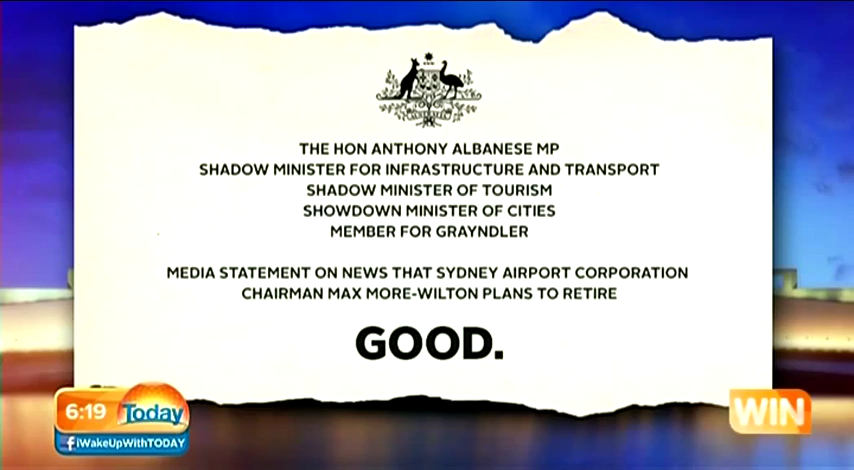 THE HON ANTHONY ALBANESE MP
SHADOW MINISTER FOR INFRASTRUCTURE AND TRANSPORT
SHADOW MINISTER OF TOURISM
SHOWDOWN MINISTER OF CITIES
MEMBER FOR GRAYNDLER
MEDIA STATEMENT ON NEWS THAT SYDNEY AIRPORT CORPORATION
CHAIRMAN MAX MORE-WILTON PLANS TO RETIRE
GOOD.
6:19 Today
f iWakeUpWithTODAY
WIN